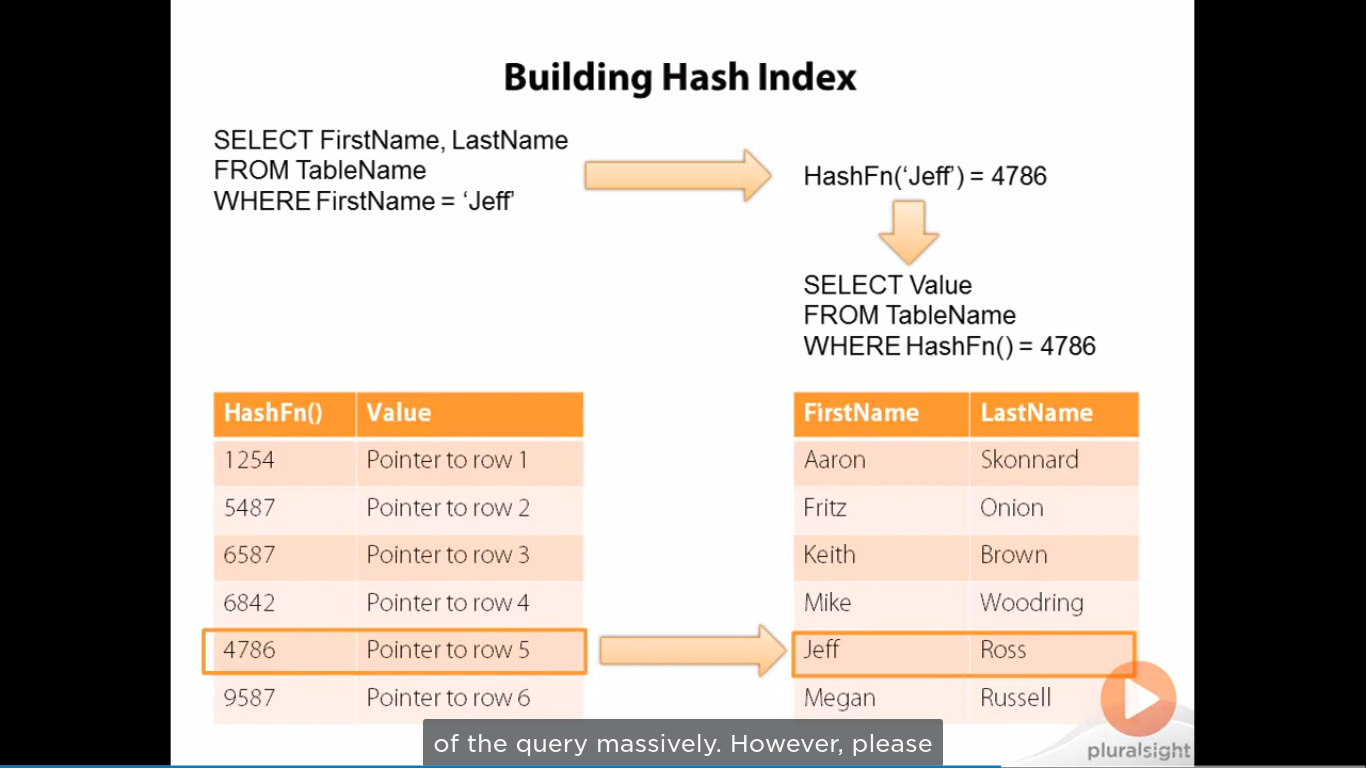 Building Hash Index
SELECT FirstName, LastName
FROM TableName
WHERE FirstName = ‘Jeff’
HashFn(‘Jeff’) = 4786
SELECT Value
FROM TableName
WHERE HashFn() = 4786
HashFn() Value
1254 Pointer to row 1
5487 Pointer to row 2
6587 Pointer to row 3
6842 Pointer to row 4
4786 Pointer to row 5
9587 Pointer to row 6
FirstName LastName
Aaron Skonnard
Fritz Onion
Keith Brown
Mike Woodring
Jeff Ross
Megan Russell
of the query massively. However, please
pluralsight